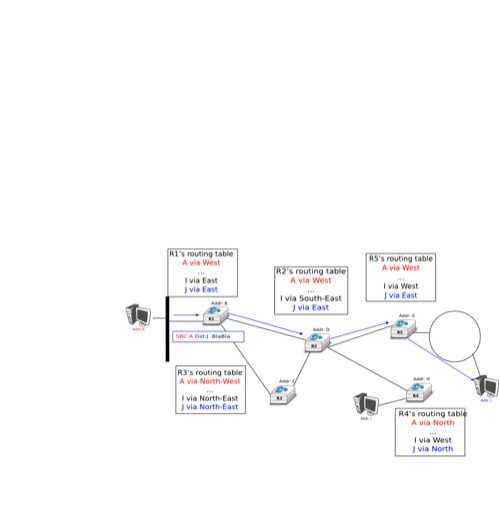 R1's routing table
A via West
...
I via East
J via East
R2's routing table
A via West
...
I via South-East
J via East
R5's routing table
A via West
...
I via West
J via East
Addr: B
R1
Addr: A
SRC:A Dst:J BlaBla
Addr: D
R2
Addr: E
R5
R3's routing table
A via North-West
...
I via North-East
J via North-East
Addr: C
R3
Addr: H
R4
Addr: I
Addr: J
R4's routing table
A via North
...
I via West
J via North